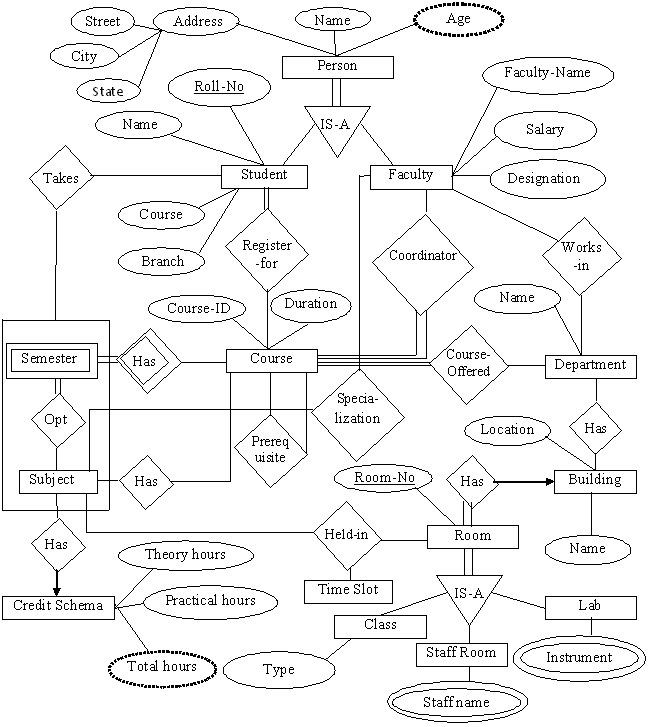 Street
Address
Name
Age
City
State
Person
Roll-No
IS-A
Faculty-Name
Name
Salary
Takes
Student
Faculty
Designation
Course
Branch
Register
-for
Coordinator
Works
-in
Course-ID
Duration
Name
Semester
Has
Course
Course-
Offered
Department
Opt
Specia-
lization
Prereq
uisite
Location
Has
Subject
Has
Room-No
Has
Building
Has
Held-in
Room
Name
Theory hours
Practical hours
Credit Schema
Time Slot
IS-A
Lab
Class
Total hours
Type
Staff Room
Instrument
Staff name